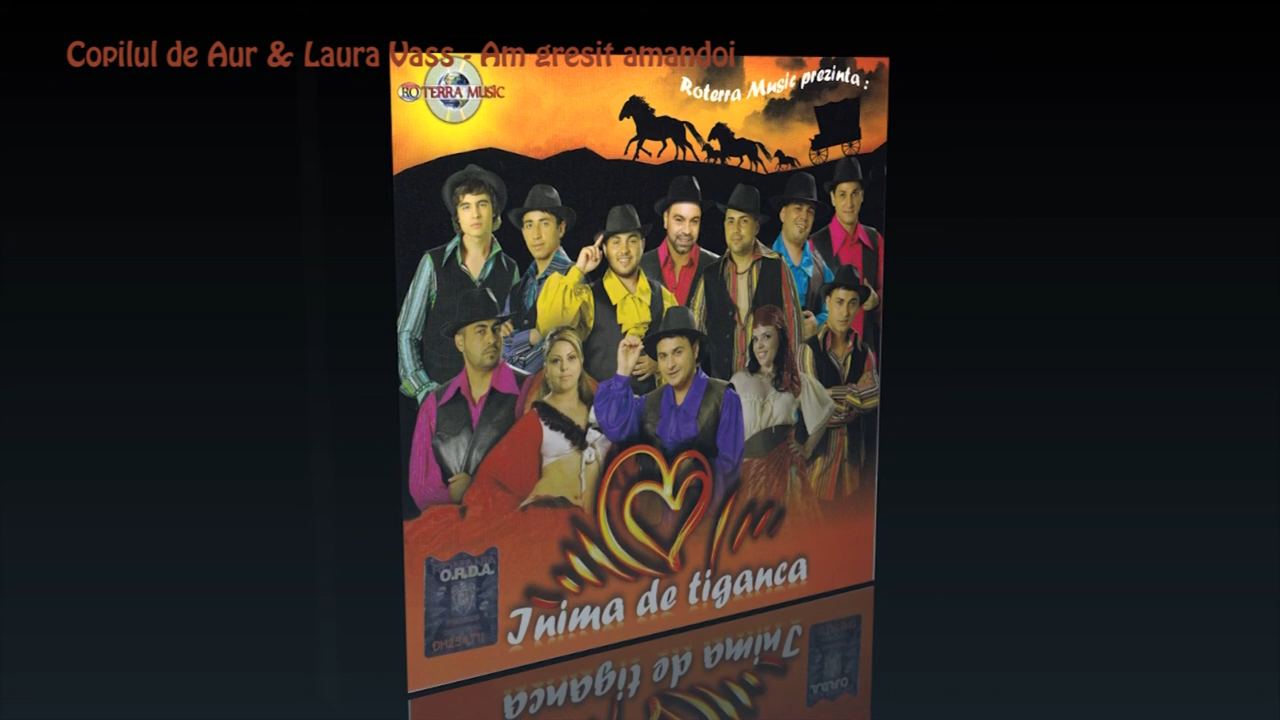 Copilul de Aur & Laura Vass - Am gresit amandoi
ROTERRA MUSIC
Roterra Music prezinta :
O.R.D.A.
Inima de tiganca